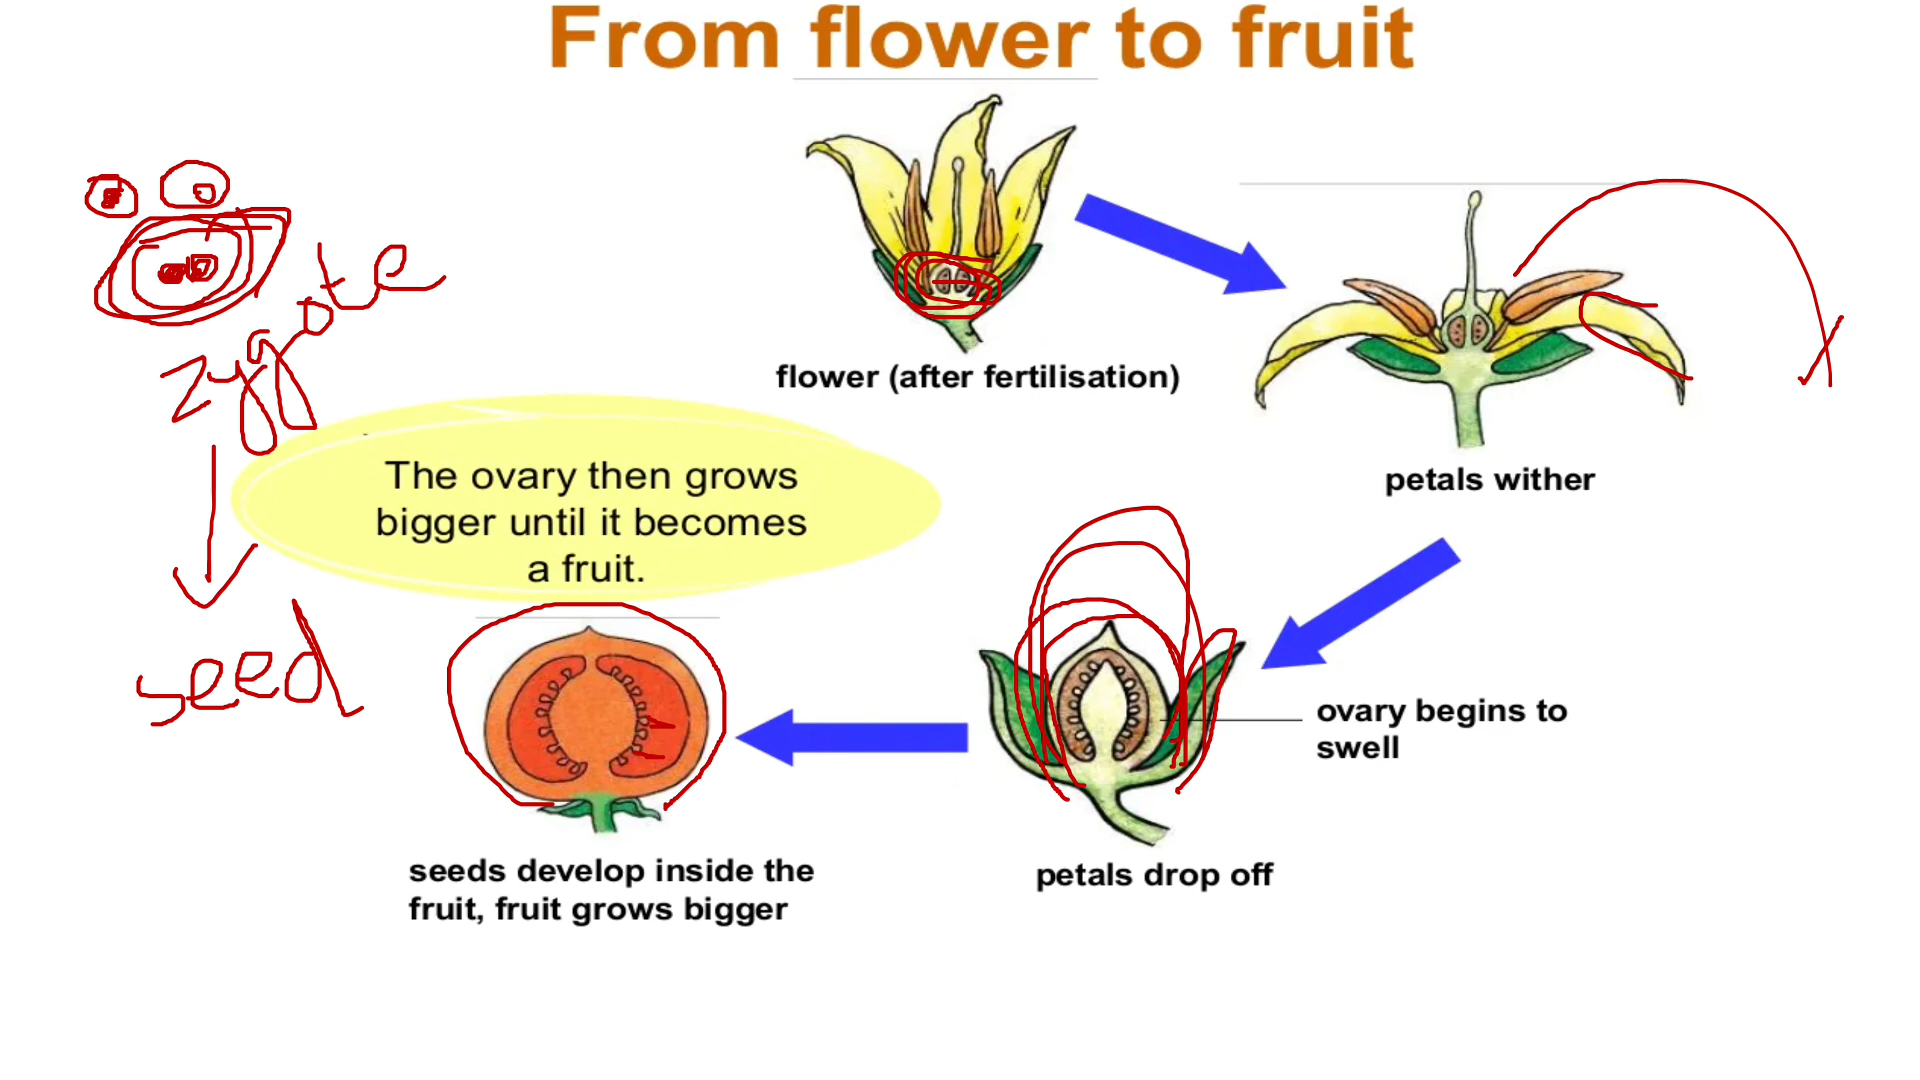 From flower to fruit
zygote
flower (after fertilisation)
petals wither
The ovary then grows
bigger until it becomes
a fruit.
seed
ovary begins to
swell
petals drop off
seeds develop inside the
fruit, fruit grows bigger